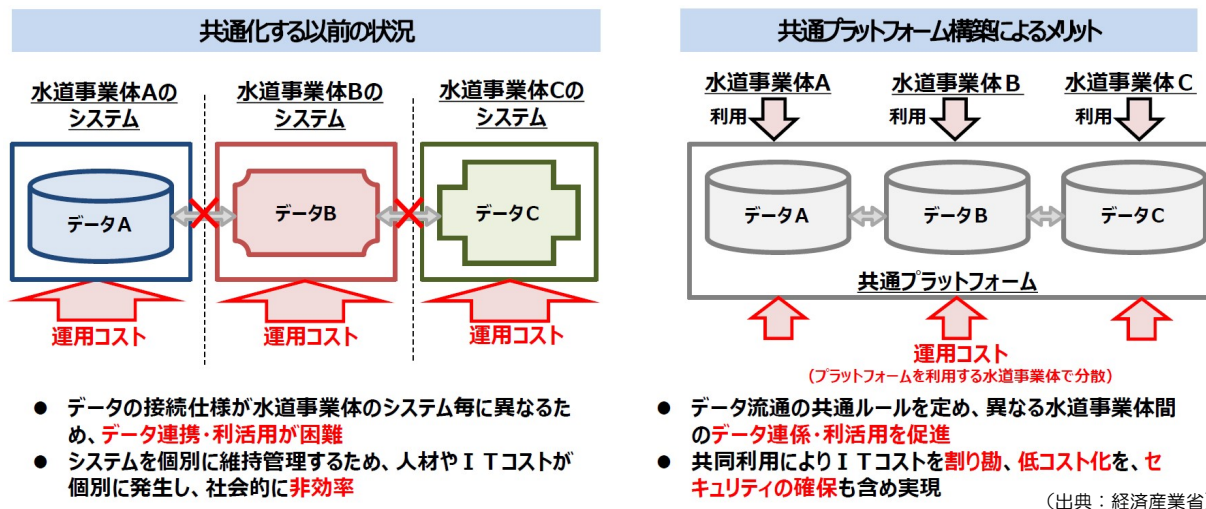 共通化する以前の状況
水道事業体Aの
システム
水道事業体Bの
システム
水道事業体Cの
システム
データA
データB
データC
運用コスト
運用コスト
運用コスト
● データの接続仕様が水道事業体のシステム毎に異なるた
め、データ連携・利活用が困難
● システムを個別に維持管理するため、人材やITコストが
個別に発生し、社会的に非効率
共通プラットフォーム構築によるメリット
水道事業体A
水道事業体B
水道事業体C
利用
利用
利用
データA
データB
データC
共通プラットフォーム
運用コスト
(プラットフォームを利用する水道事業体で分散)
● データ流通の共通ルールを定め、異なる水道事業体間
のデータ連係・利活用を促進
● 共同利用によりITコストを割り勘、低コスト化を、セ
キュリティの確保も含め実現
(出典：経済産業省)